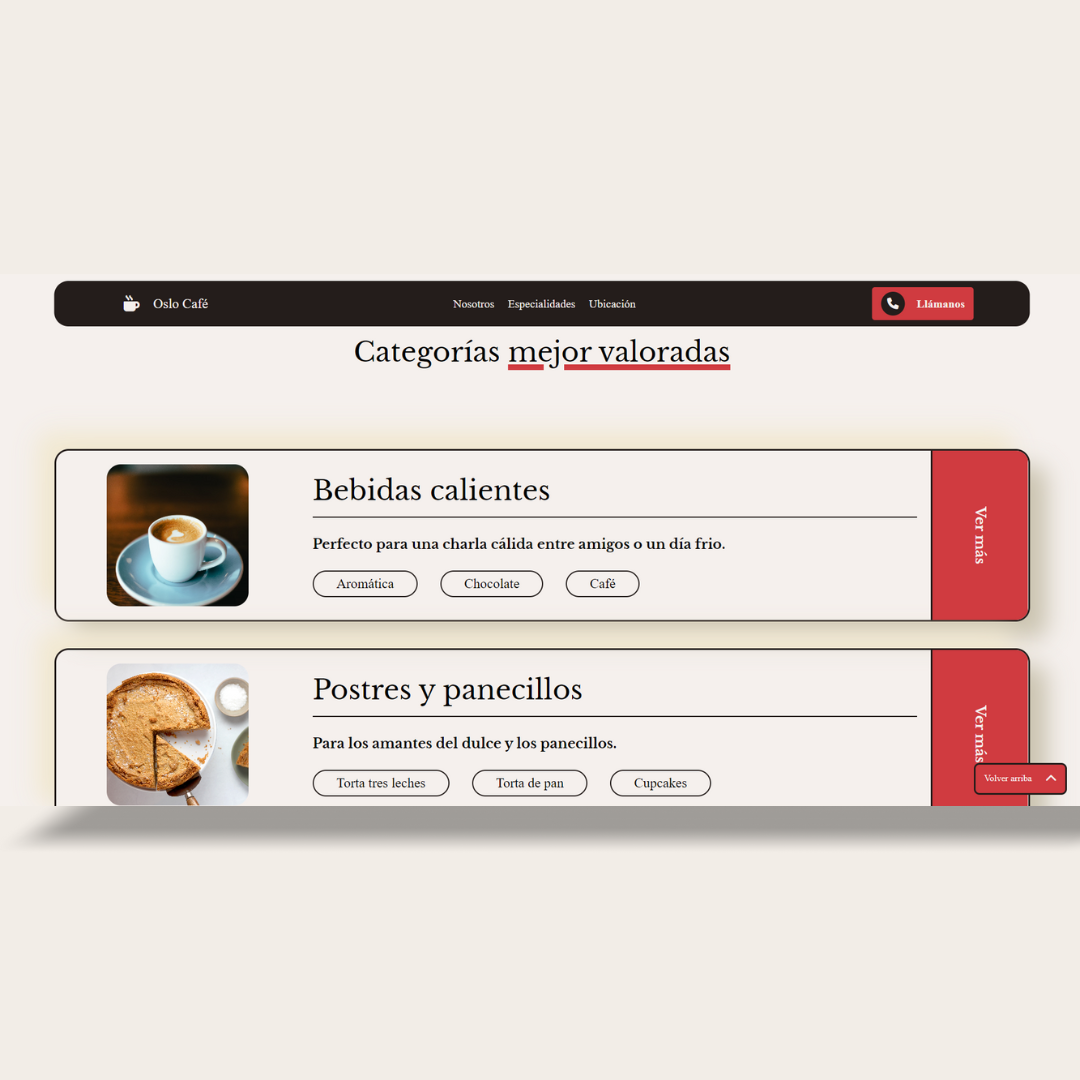 Oslo Café
Nosotros Especialidades Ubicación
Llámanos
Categorías mejor valoradas
Bebidas calientes
Perfecto para una charla cálida entre amigos o un día frio.
Aromática Chocolate Café
Ver más
Postres y panecillos
Para los amantes del dulce y los panecillos.
Torta tres leches Torta de pan Cupcakes
Ver más
Volver arriba